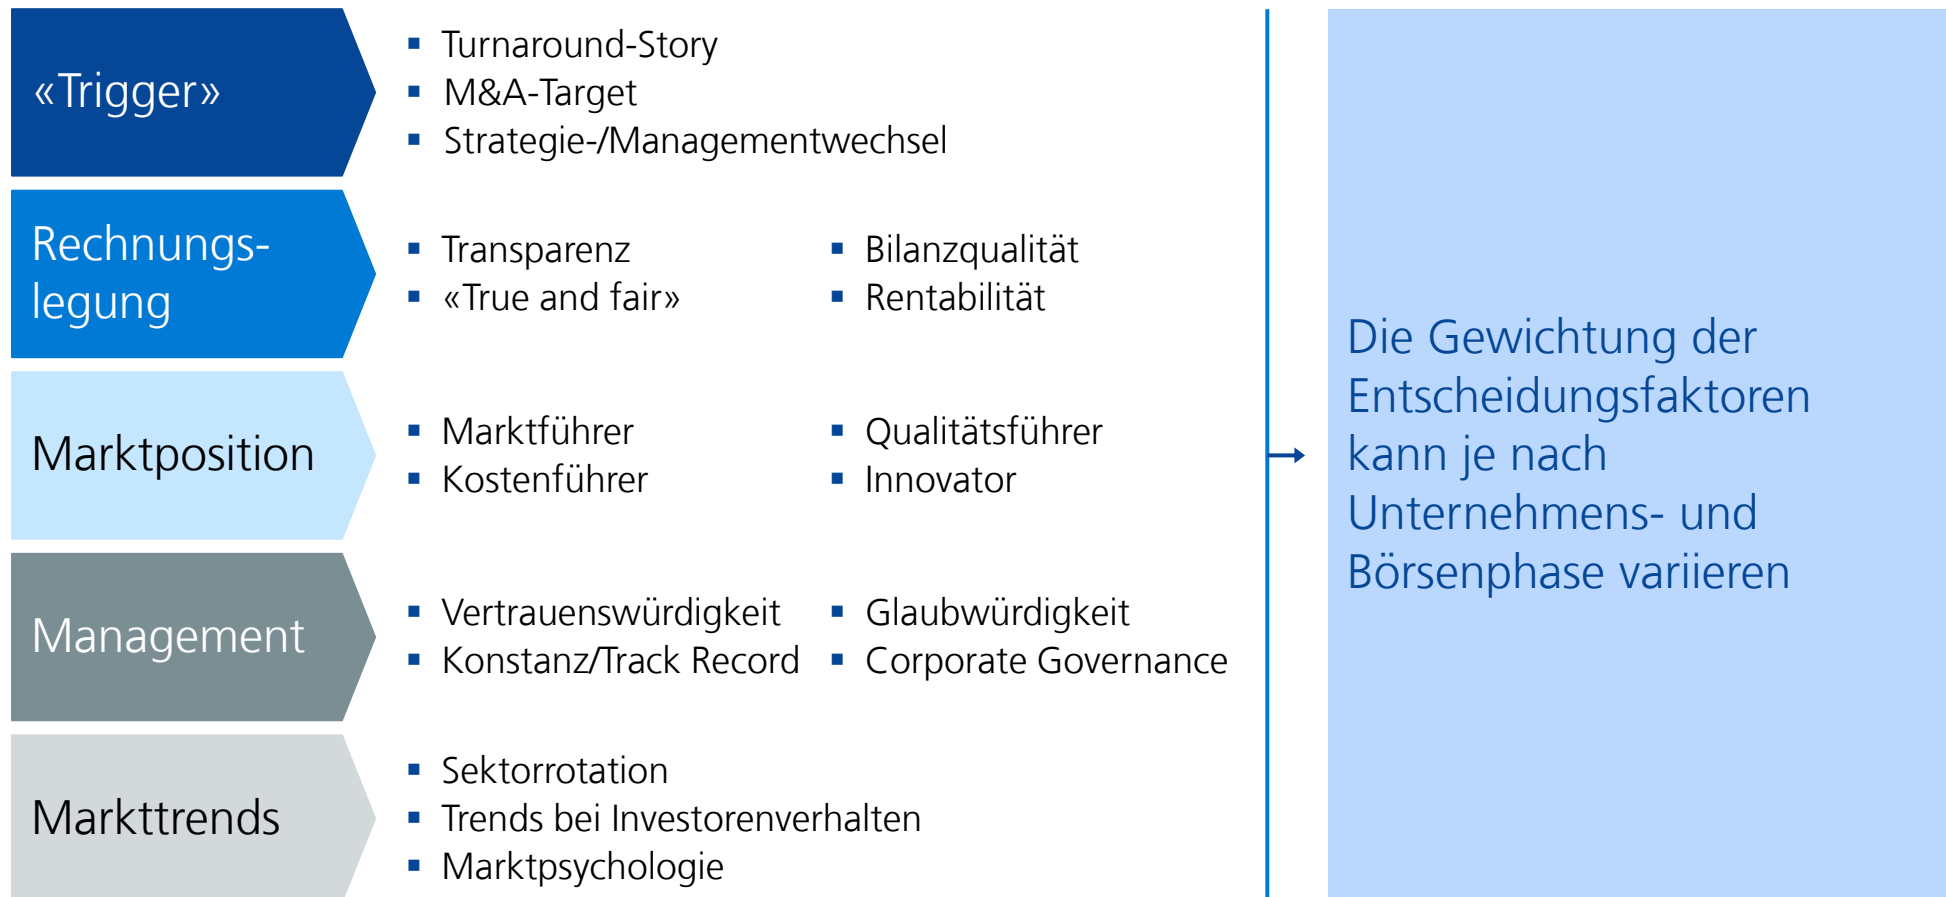 «Trigger»
▪ Turnaround-Story
▪ M&A-Target
▪ Strategie-/Managementwechsel
Rechnungs-
legung
▪ Transparenz
▪ «True and fair»
▪ Bilanzqualität
▪ Rentabilität
Marktposition
▪ Marktführer
▪ Kostenführer
▪ Qualitätsführer
▪ Innovator
Management
▪ Vertrauenswürdigkeit
▪ Konstanz/Track Record
▪ Glaubwürdigkeit
▪ Corporate Governance
Markttrends
▪ Sektorrotation
▪ Trends bei Investorenverhalten
▪ Marktpsychologie
Die Gewichtung der
Entscheidungsfaktoren
kann je nach
Unternehmens- und
Börsenphase variieren